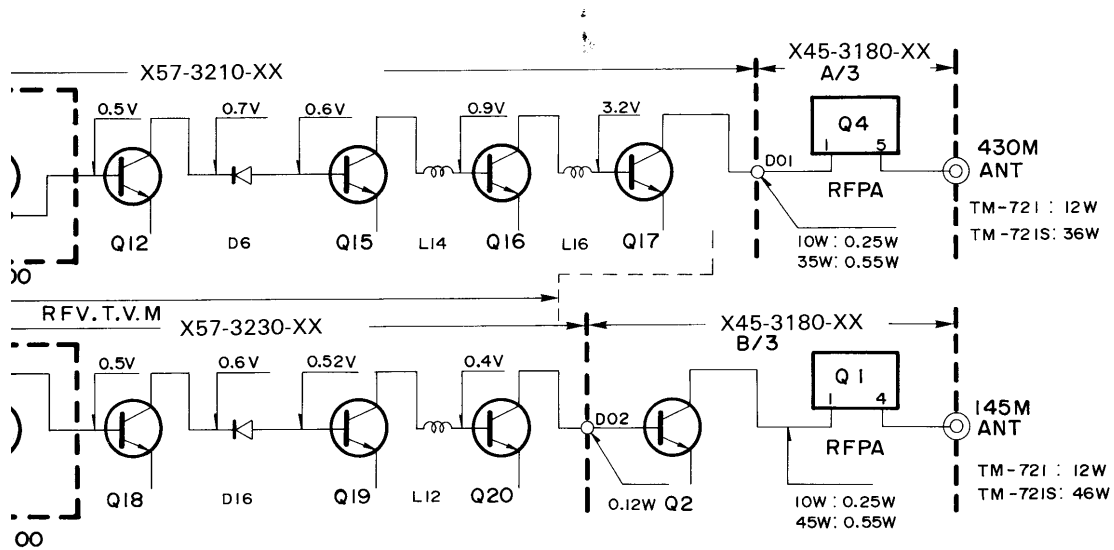 X57-3210-XX
X45-3180-XX
A/3
0.5V
0.7V
0.6V
0.9V
3.2V
Q4
1 5
430M
ANT
D01
RFPA
TM-721 : 12W
TM-721S: 36W
Q12
D6
Q15
L14
Q16
L16
Q17
10W: 0.25W
35W: 0.55W
00
RFV.T.V.M
X57-3230-XX
X45-3180-XX
B/3
0.5V
0.6V
0.52V
0.4V
Q1
1 4
145M
ANT
D02
RFPA
TM-721 : 12W
TM-721S: 46W
Q18
D16
Q19
L12
Q20
0.12W
Q2
10W: 0.25W
45W: 0.55W
00